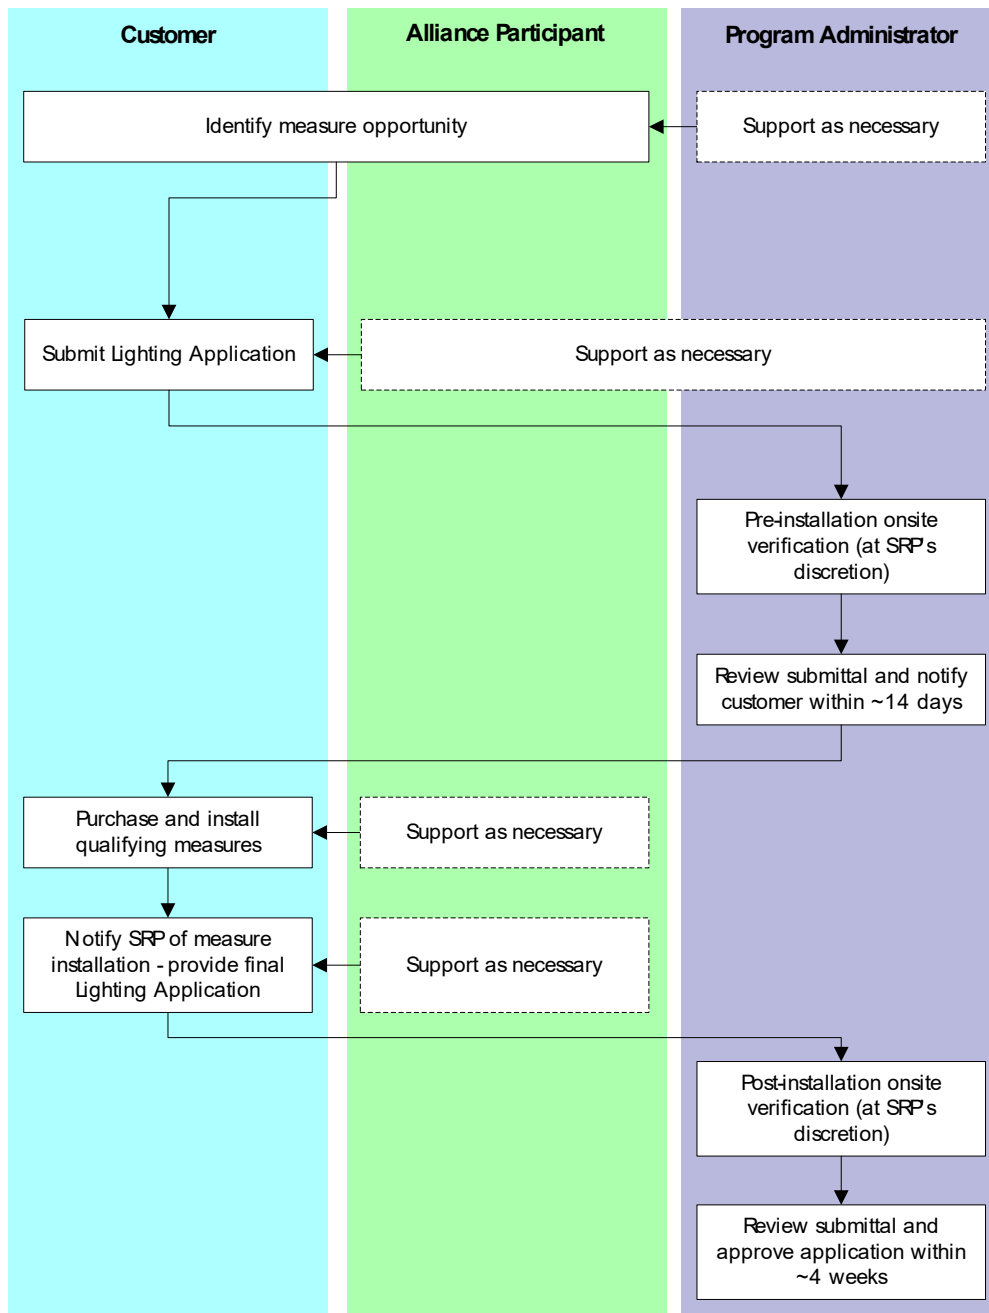 Customer
Alliance Participant
Program Administrator
Identify measure opportunity
Support as necessary
Submit Lighting Application
Support as necessary
Pre-installation onsite
verification (at SRP's
discretion)
Review submittal and notify
customer within ~14 days
Purchase and install
qualifying measures
Support as necessary
Notify SRP of measure
installation - provide final
Lighting Application
Support as necessary
Post-installation onsite
verification (at SRP's
discretion)
Review submittal and
approve application within
~4 weeks